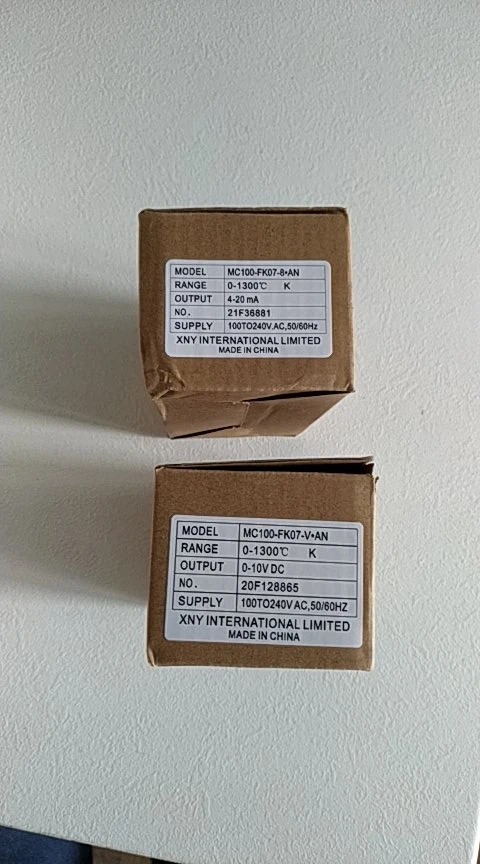 MODEL MC100-FK07-8*AN
RANGE 0-1300℃ K
OUTPUT 4-20 mA
NO. 21F36881
SUPPLY 100TO240V.AC,50/60Hz
XNY INTERNATIONAL LIMITED
MADE IN CHINA
MODEL MC100-FK07-V*AN
RANGE 0-1300℃ K
OUTPUT 0-10V DC
NO. 20F128865
SUPPLY 100TO240V AC,50/60HZ
XNY INTERNATIONAL LIMITED
MADE IN CHINA